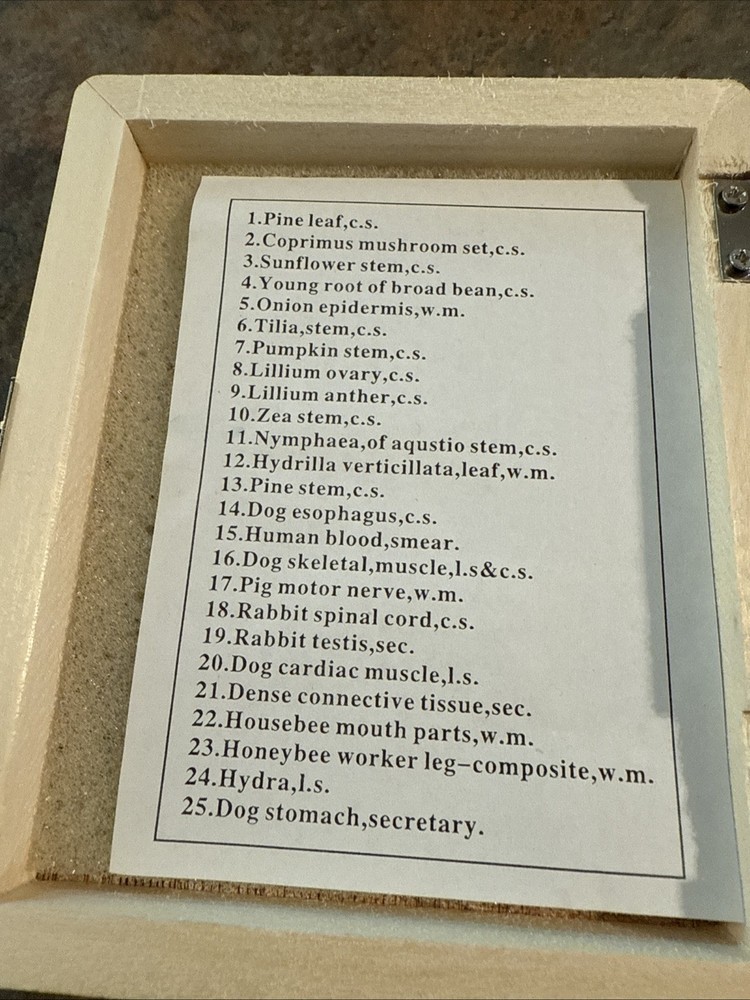 1.Pine leaf,c.s.
2.Coprimus mushroom set,c.s.
3.Sunflower stem,c.s.
4.Young root of broad bean,c.s.
5.Onion epidermis,w.m.
6.Tilia,stem,c.s.
7.Pumpkin stem,c.s.
8.Lillium ovary,c.s.
9.Lillium anther,c.s.
10.Zea stem,c.s.
11.Nymphaea,of aqustio stem,c.s.
12.Hydrilla verticillata,leaf,w.m.
13.Pine stem,c.s.
14.Dog esophagus,c.s.
15.Human blood,smear.
16.Dog skeletal,muscle,l.s&c.s.
17.Pig motor nerve,w.m.
18.Rabbit spinal cord,c.s.
19.Rabbit testis,sec.
20.Dog cardiac muscle,l.s.
21.Dense connective tissue,sec.
22.Housebee mouth parts,w.m.
23.Honeybee worker leg–composite,w.m.
24.Hydra,l.s.
25.Dog stomach,secretary.